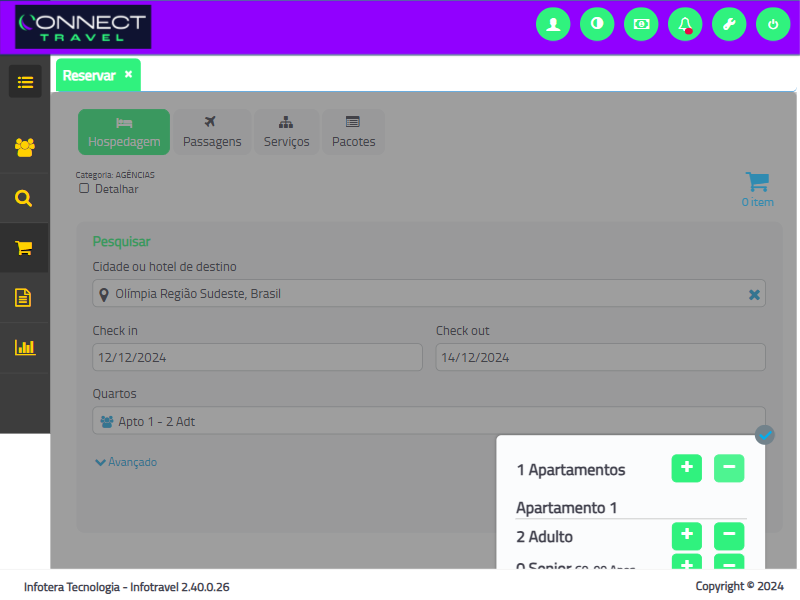 CONNECT
TRAVEL
Reservar ×
Hospedagem
Passagens
Serviços
Pacotes
Categoria: AGÊNCIAS
Detalhar
0 item
Pesquisar
Cidade ou hotel de destino
Olímpia Região Sudeste, Brasil
Check in
Check out
12/12/2024
14/12/2024
Quartos
Apto 1 - 2 Adt
Avançado
1 Apartamentos
Apartamento 1
2 Adulto
0 Senior
Infotera Tecnologia - Infotravel 2.40.0.26
Copyright © 2024